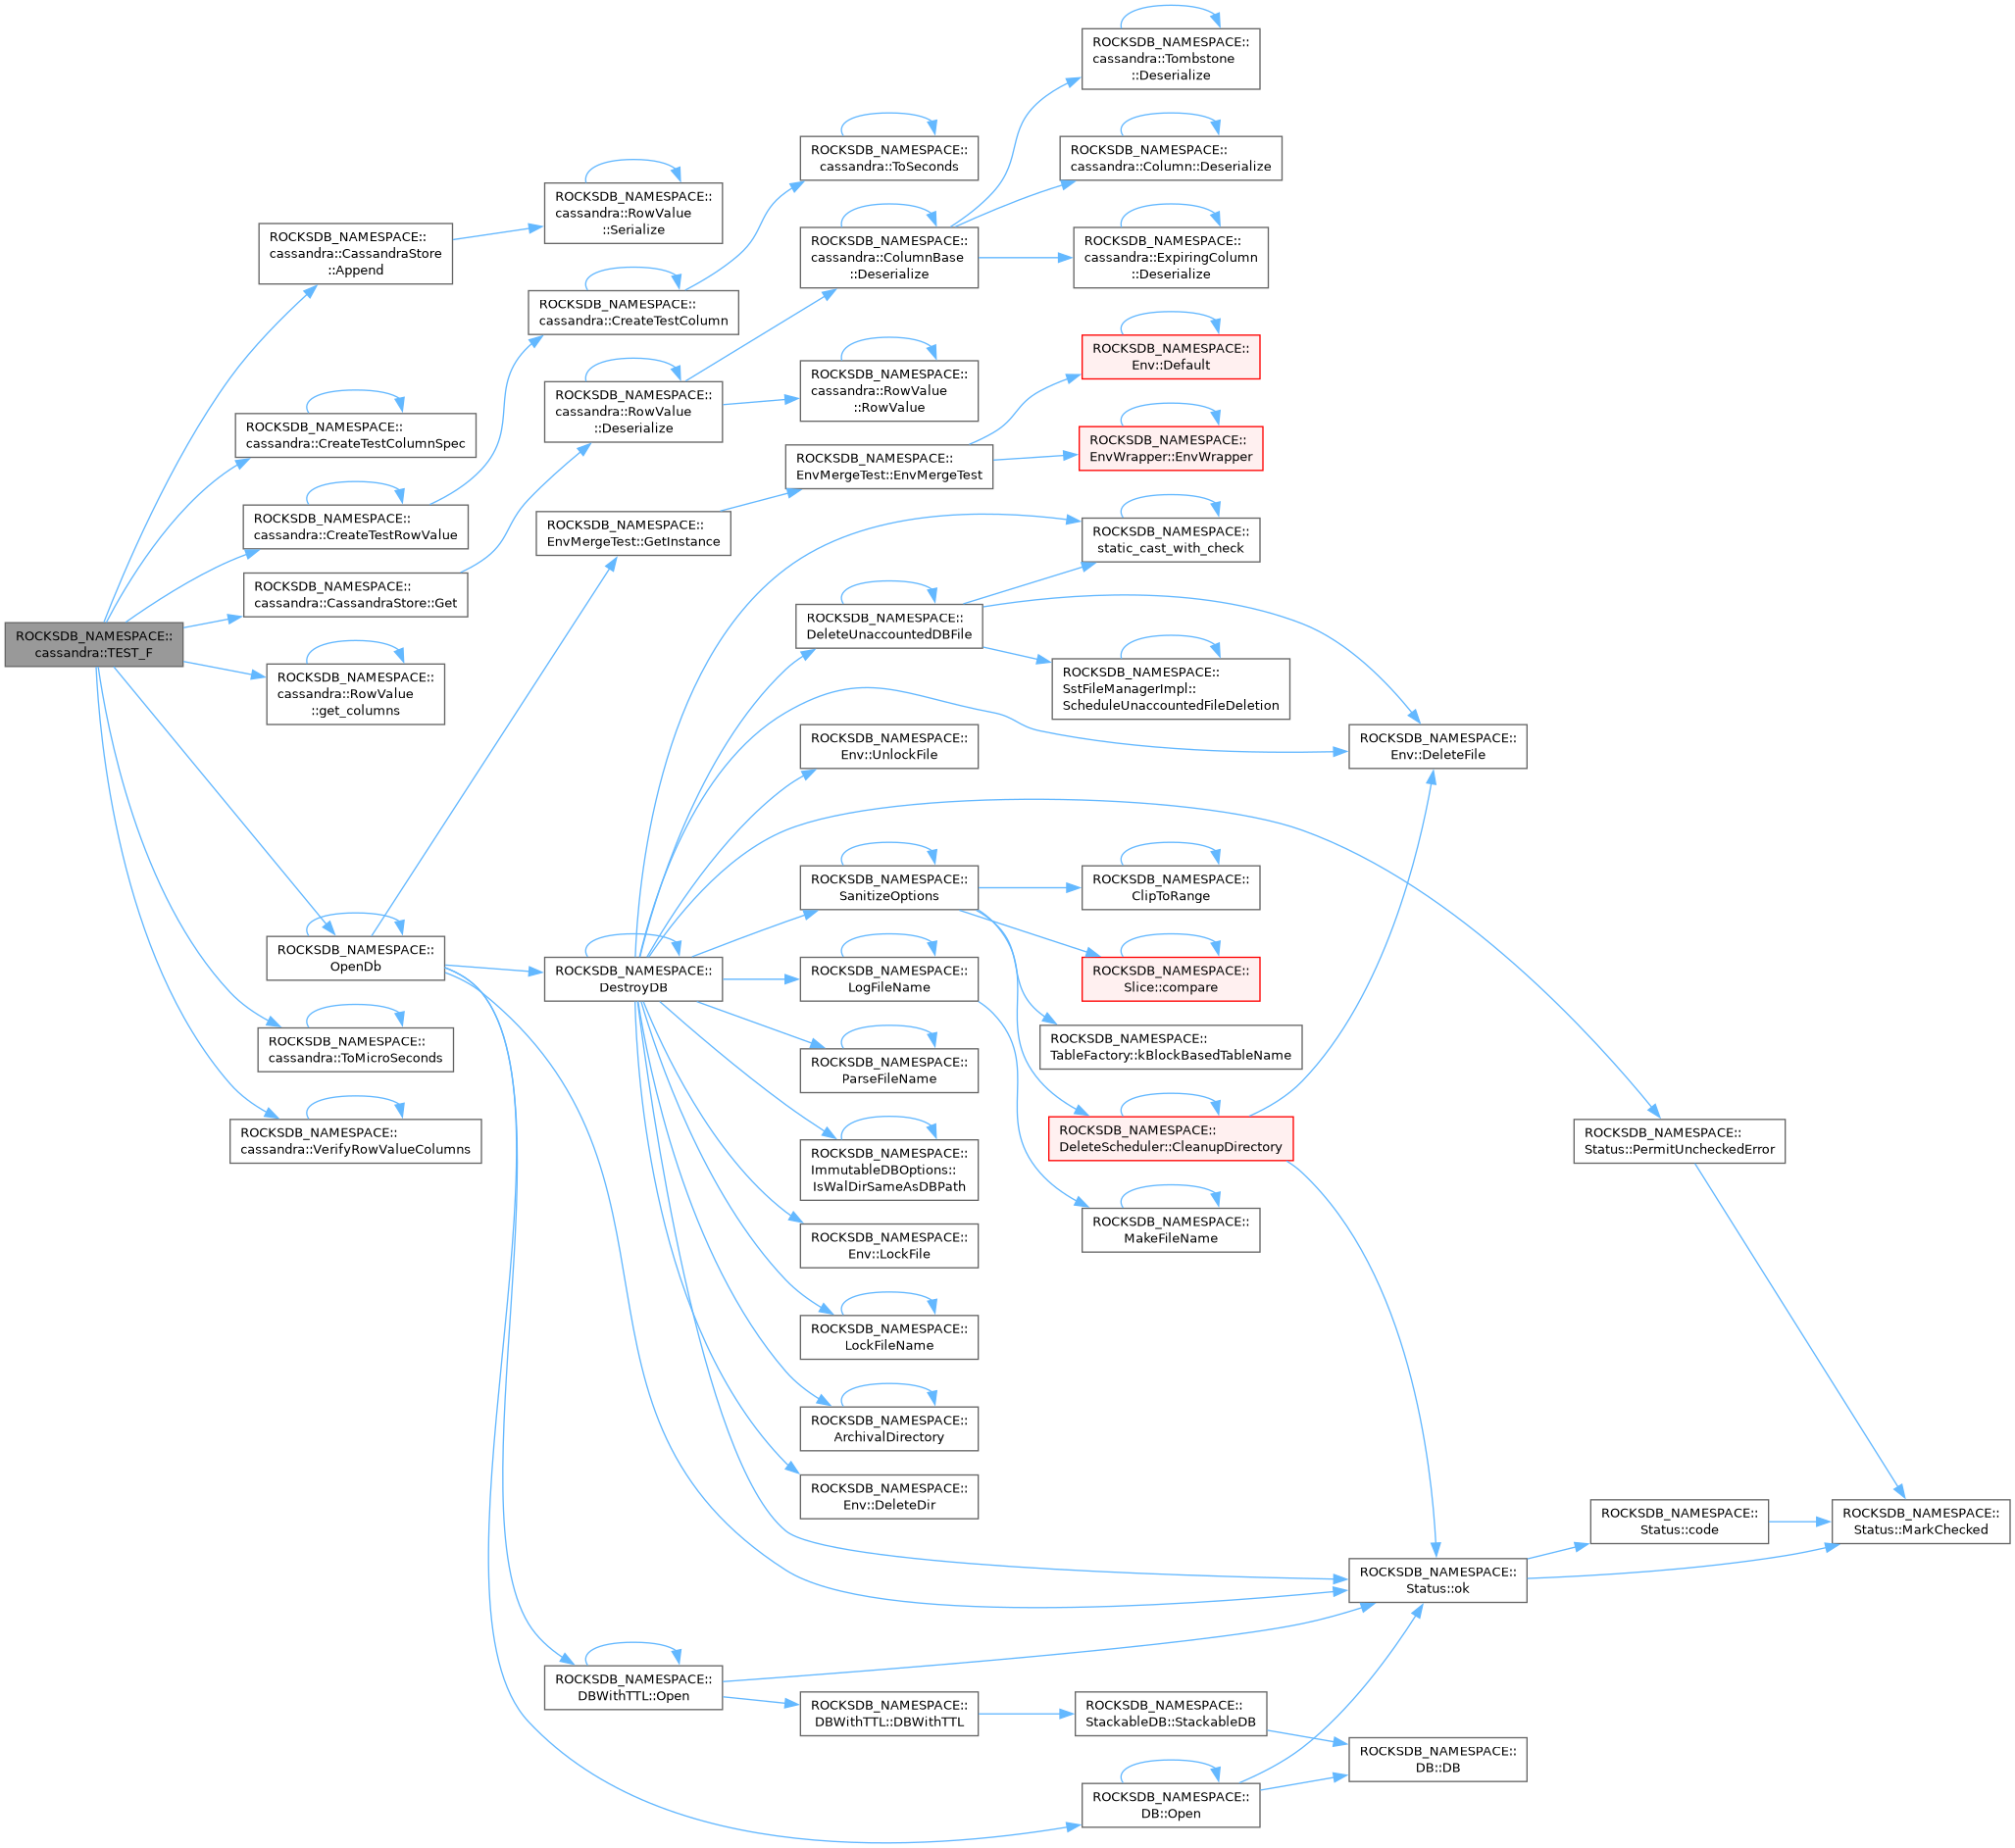 ROCKSDB_NAMESPACE::
cassandra::TEST_F
ROCKSDB_NAMESPACE::
cassandra::CassandraStore
::Append
ROCKSDB_NAMESPACE::
cassandra::CreateTestColumnSpec
ROCKSDB_NAMESPACE::
cassandra::CreateTestRowValue
ROCKSDB_NAMESPACE::
cassandra::CassandraStore::Get
ROCKSDB_NAMESPACE::
cassandra::RowValue
::get_columns
ROCKSDB_NAMESPACE::
OpenDb
ROCKSDB_NAMESPACE::
cassandra::ToMicroSeconds
ROCKSDB_NAMESPACE::
cassandra::VerifyRowValueColumns
ROCKSDB_NAMESPACE::
cassandra::RowValue
::Serialize
ROCKSDB_NAMESPACE::
cassandra::CreateTestColumn
ROCKSDB_NAMESPACE::
cassandra::RowValue
::Deserialize
ROCKSDB_NAMESPACE::
EnvMergeTest::GetInstance
ROCKSDB_NAMESPACE::
DestroyDB
ROCKSDB_NAMESPACE::
DBWithTTL::Open
ROCKSDB_NAMESPACE::
cassandra::ToSeconds
ROCKSDB_NAMESPACE::
cassandra::ColumnBase
::Deserialize
ROCKSDB_NAMESPACE::
cassandra::RowValue
::RowValue
ROCKSDB_NAMESPACE::
EnvMergeTest::EnvMergeTest
ROCKSDB_NAMESPACE::
DeleteUnaccountedDBFile
ROCKSDB_NAMESPACE::
Env::UnlockFile
ROCKSDB_NAMESPACE::
SanitizeOptions
ROCKSDB_NAMESPACE::
LogFileName
ROCKSDB_NAMESPACE::
ParseFileName
ROCKSDB_NAMESPACE::
ImmutableDBOptions::
IsWalDirSameAsDBPath
ROCKSDB_NAMESPACE::
Env::LockFile
ROCKSDB_NAMESPACE::
LockFileName
ROCKSDB_NAMESPACE::
ArchivalDirectory
ROCKSDB_NAMESPACE::
Env::DeleteDir
ROCKSDB_NAMESPACE::
DBWithTTL::DBWithTTL
ROCKSDB_NAMESPACE::
cassandra::Tombstone
::Deserialize
ROCKSDB_NAMESPACE::
cassandra::Column::Deserialize
ROCKSDB_NAMESPACE::
cassandra::ExpiringColumn
::Deserialize
ROCKSDB_NAMESPACE::
Env::Default
ROCKSDB_NAMESPACE::
EnvWrapper::EnvWrapper
ROCKSDB_NAMESPACE::
static_cast_with_check
ROCKSDB_NAMESPACE::
SstFileManagerImpl::
ScheduleUnaccountedFileDeletion
ROCKSDB_NAMESPACE::
ClipToRange
ROCKSDB_NAMESPACE::
Slice::compare
ROCKSDB_NAMESPACE::
TableFactory::kBlockBasedTableName
ROCKSDB_NAMESPACE::
DeleteScheduler::CleanupDirectory
ROCKSDB_NAMESPACE::
MakeFileName
ROCKSDB_NAMESPACE::
StackableDB::StackableDB
ROCKSDB_NAMESPACE::
DB::Open
ROCKSDB_NAMESPACE::
Env::DeleteFile
ROCKSDB_NAMESPACE::
Status::ok
ROCKSDB_NAMESPACE::
DB::DB
ROCKSDB_NAMESPACE::
Status::PermitUncheckedError
ROCKSDB_NAMESPACE::
Status::code
ROCKSDB_NAMESPACE::
Status::MarkChecked